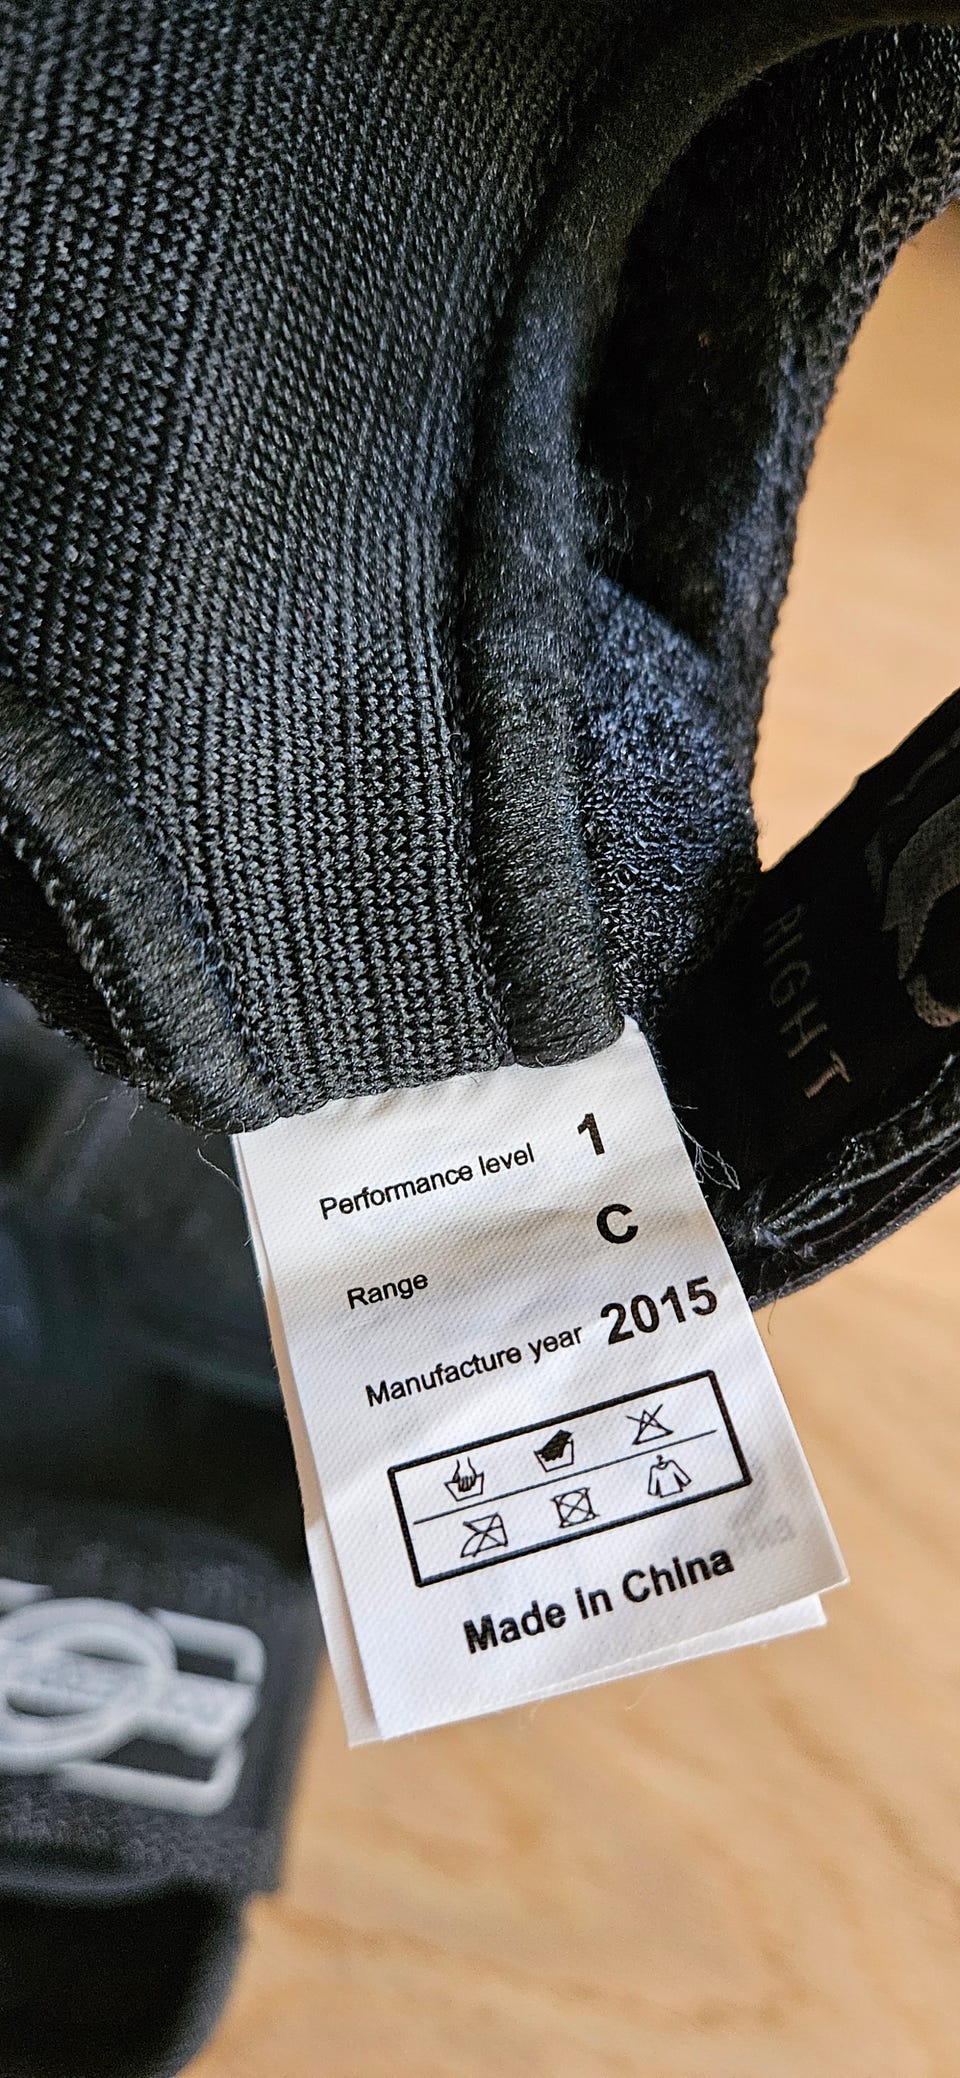 RIGHT
Performance level 1
Range C
Manufacture year 2015
Made in China